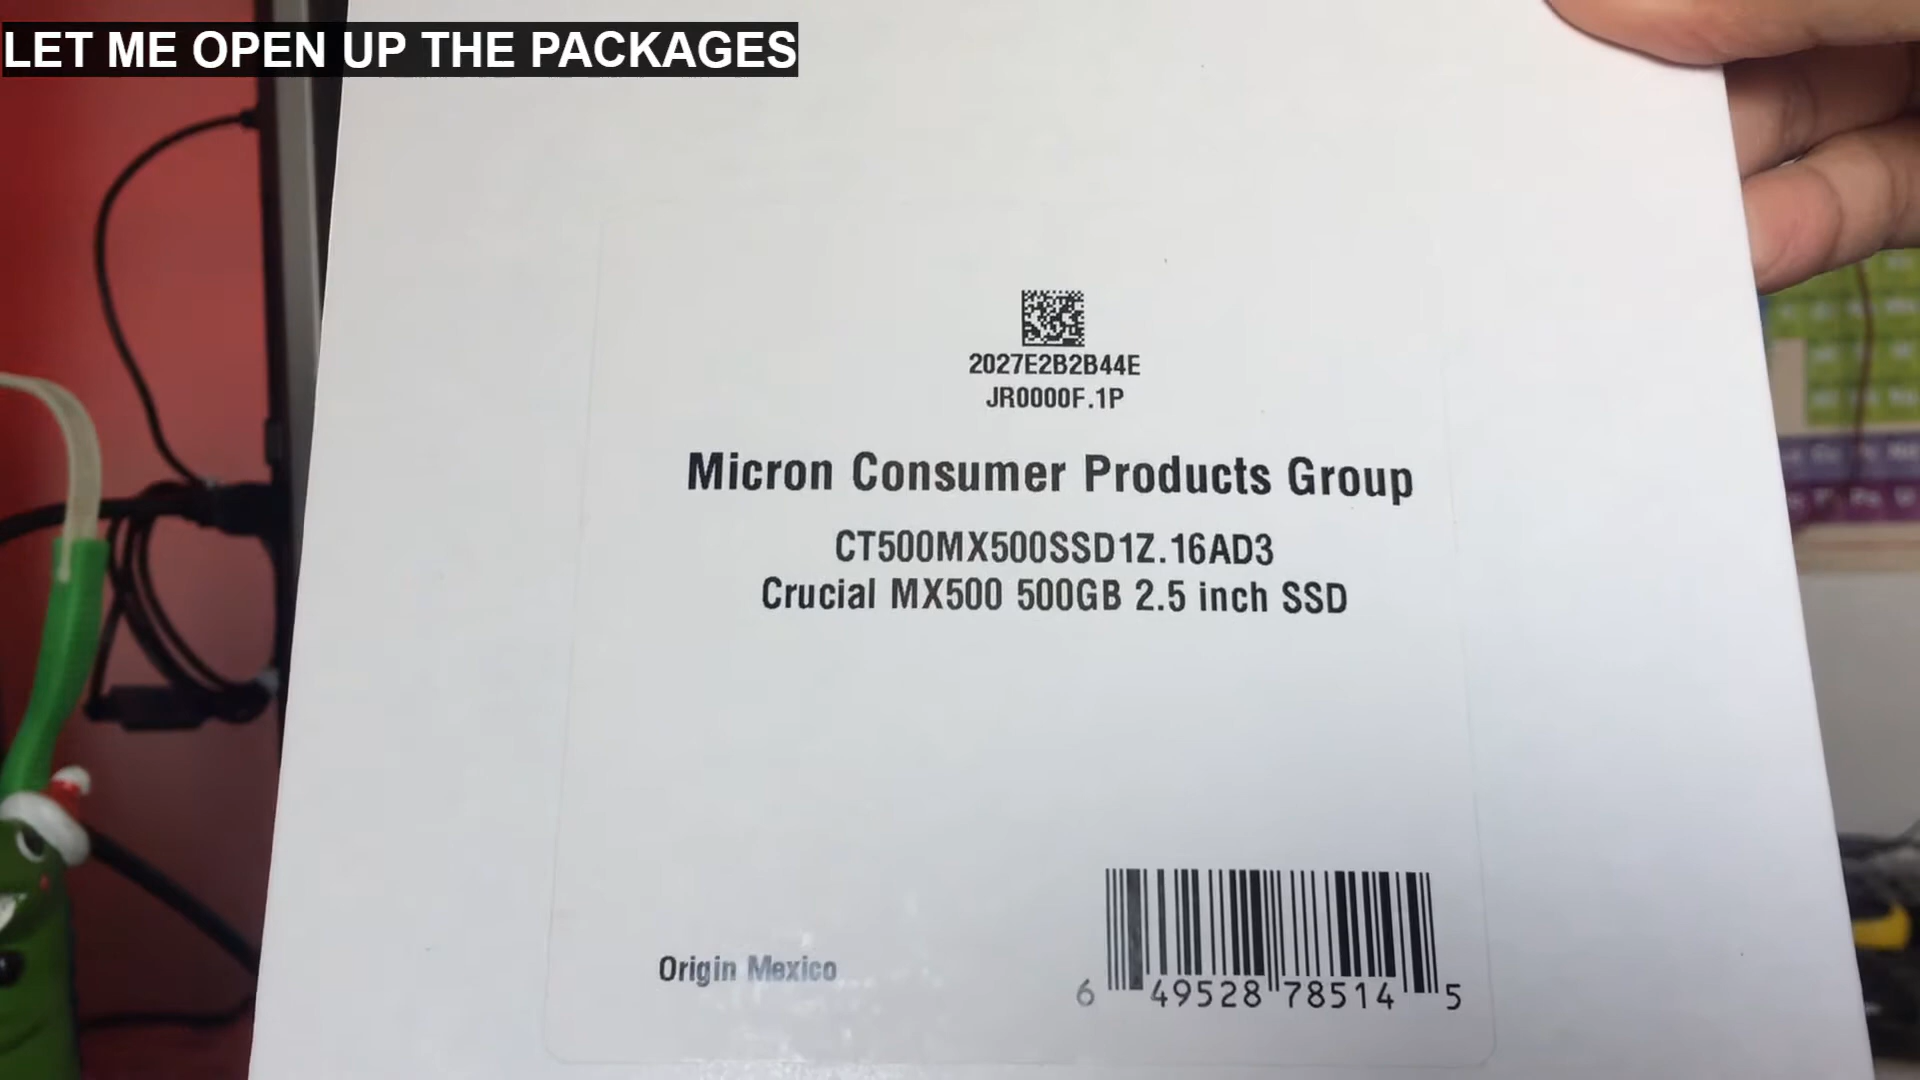 LET ME OPEN UP THE PACKAGES
2027E2B2B44E
JR0000F.1P
Micron Consumer Products Group
CT500MX500SSD1Z.16AD3
Crucial MX500 500GB 2.5 inch SSD
Origin Mexico
6 49528 78514 5